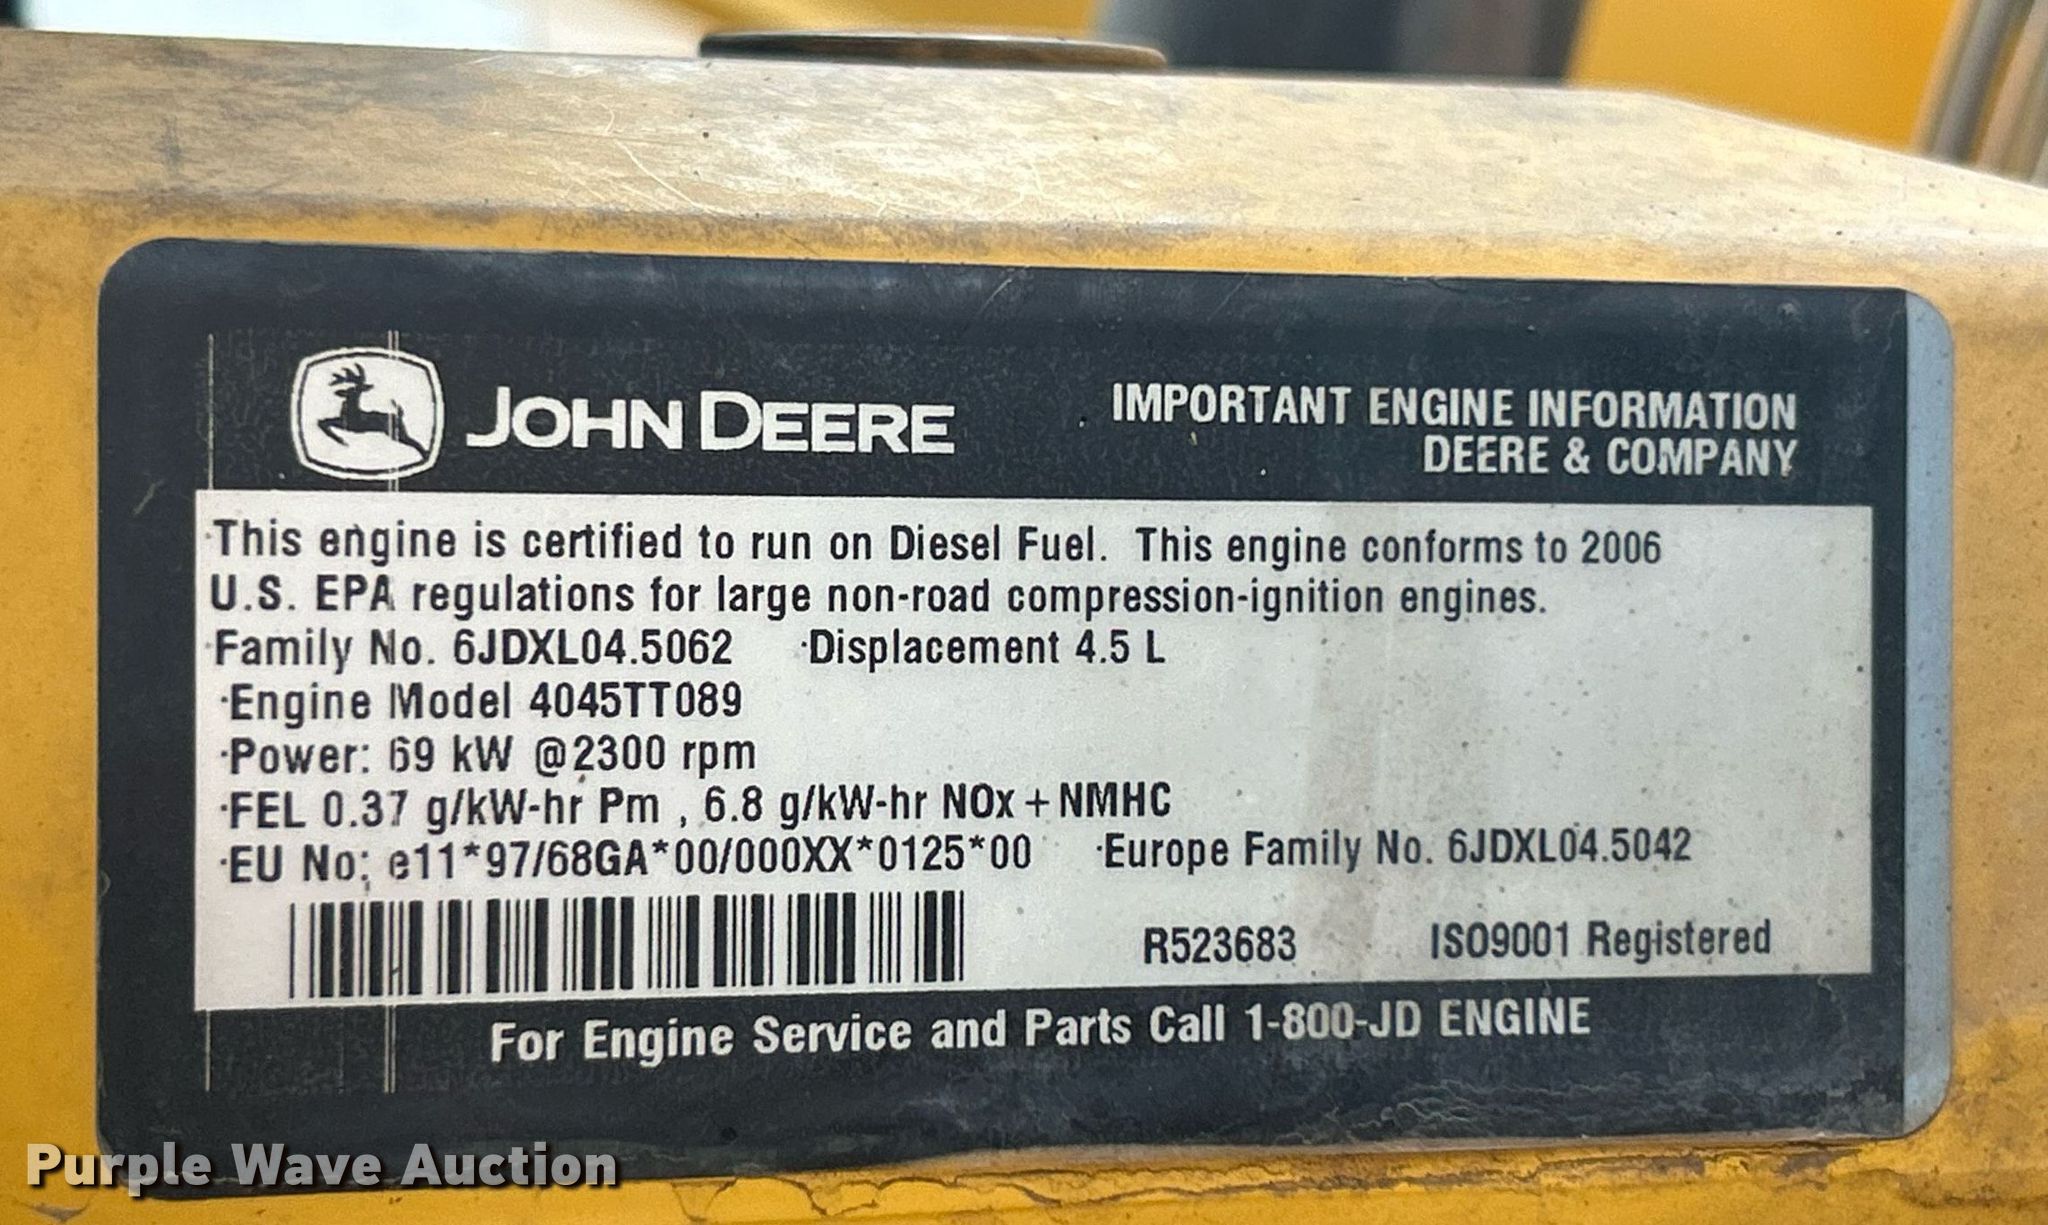 JOHN DEERE
IMPORTANT ENGINE INFORMATION
DEERE & COMPANY
·This engine is certified to run on Diesel Fuel. This engine conforms to 2006
U.S. EPA regulations for large non-road compression-ignition engines.
·Family No. 6JDXL04.5062 ·Displacement 4.5 L
·Engine Model 4045TT089
·Power: 69 kW @2300 rpm
·FEL 0.37 g/kW-hr Pm , 6.8 g/kW-hr NOx + NMHC
·EU No: e11*97/68GA*00/000XX*0125*00 ·Europe Family No. 6JDXL04.5042
R523683 ISO9001 Registered
For Engine Service and Parts Call 1-800-JD ENGINE
Purple Wave Auction